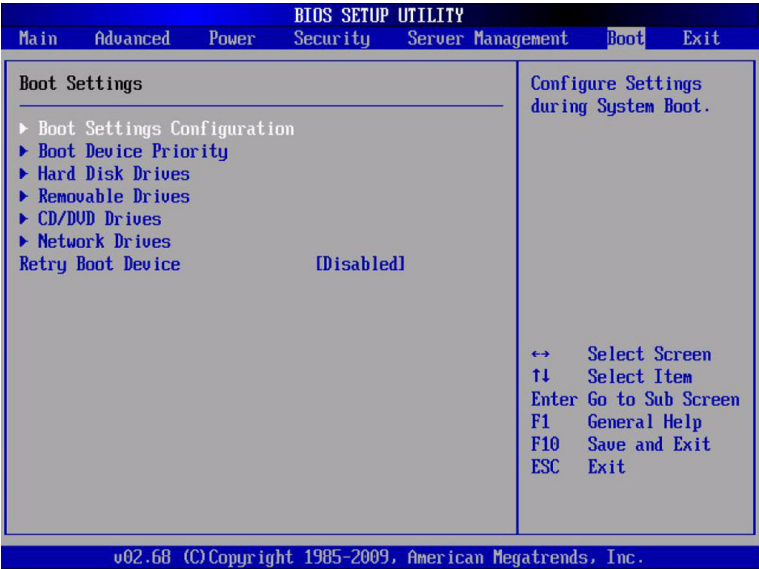 BIOS SETUP UTILITY
Main Advanced Power Security Server Management Boot Exit
Boot Settings
Boot Settings Configuration
Boot Device Priority
Hard Disk Drives
Removable Drives
CD/DVD Drives
Network Drives
Retry Boot Device [Disabled]
Configure Settings
during System Boot.
↔ Select Screen
↑↓ Select Item
Enter Go to Sub Screen
F1 General Help
F10 Save and Exit
ESC Exit
v02.68 (C)Copyright 1985-2009, American Megatrends, Inc.